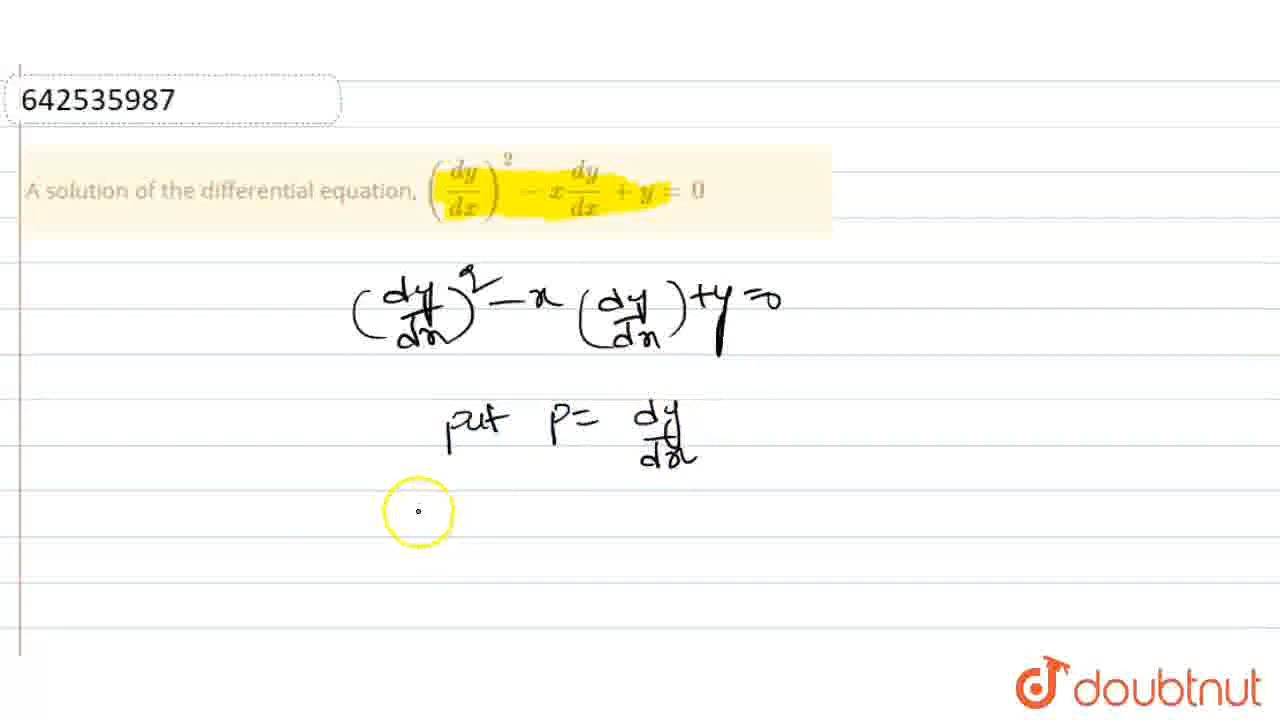 642535987
A solution of the differential equation, (dy/dx)^2 - x dy/dx + y = 0
(dy/dx)^2 - x (dy/dx) + y = 0
put p = dy/dx
doubtnut